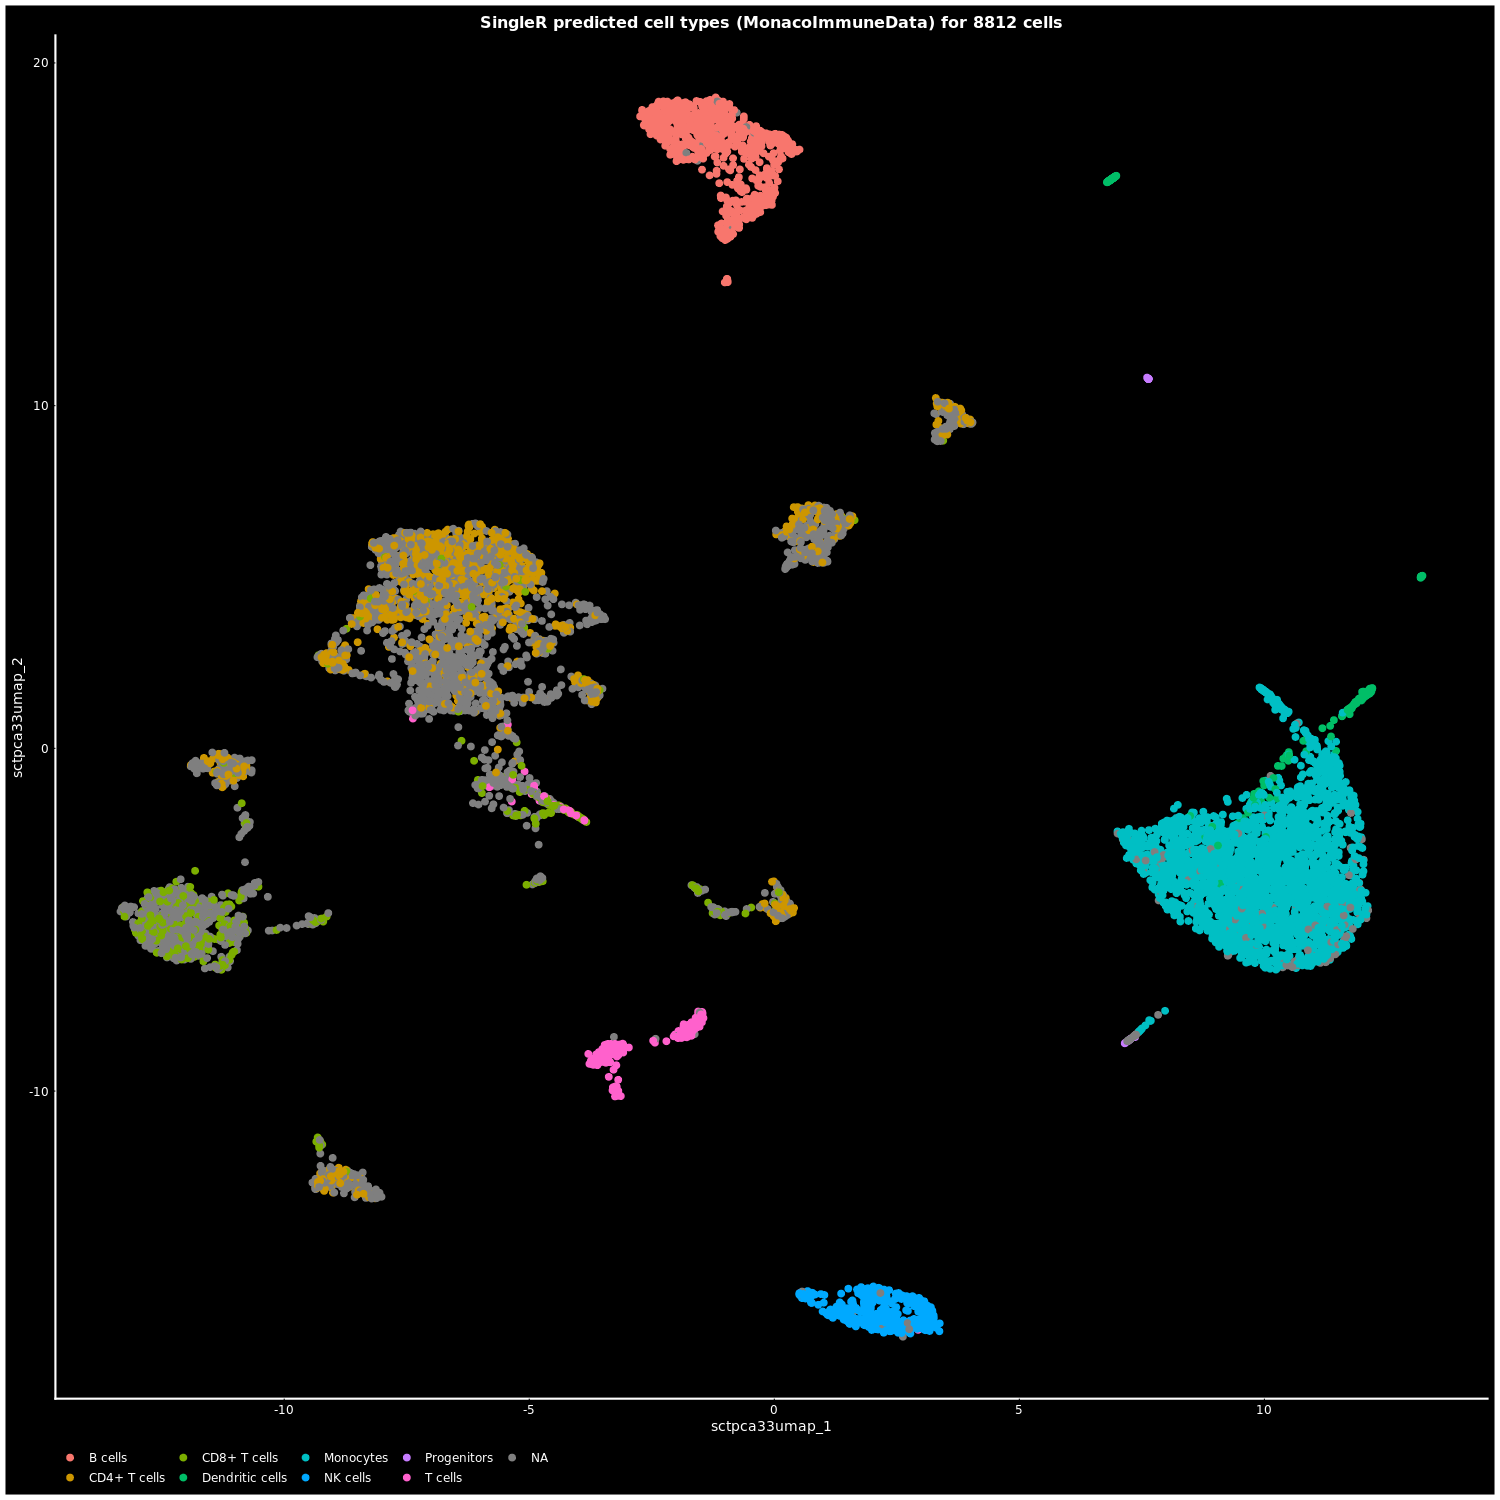 SingleR predicted cell types (MonacoImmuneData) for 8812 cells
20
10
0
-10
sctpca33umap_2
-10 -5 0 5 10
sctpca33umap_1
B cells CD8+ T cells Monocytes Progenitors NA
CD4+ T cells Dendritic cells NK cells T cells